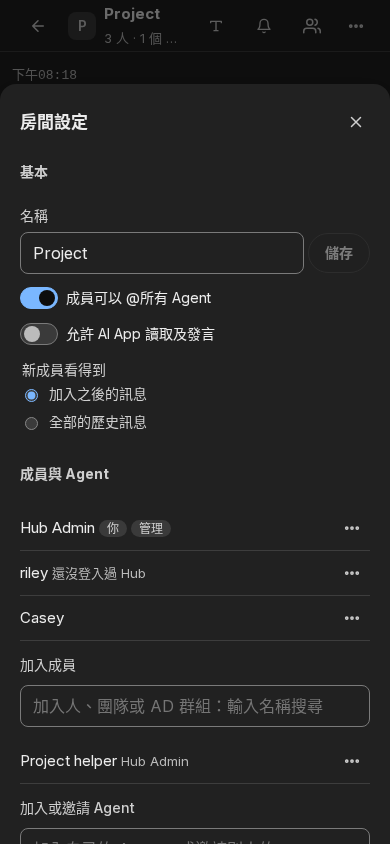 P
Project
3 人 · 1 個 ...
下午08:18
房間設定
基本
名稱
Project
儲存
成員可以 @所有 Agent
允許 AI App 讀取及發言
新成員看得到
加入之後的訊息
全部的歷史訊息
成員與 Agent
Hub Admin 你 管理
riley 還沒登入過 Hub
Casey
加入成員
加入人、團隊或 AD 群組：輸入名稱搜尋
Project helper Hub Admin
加入或邀請 Agent